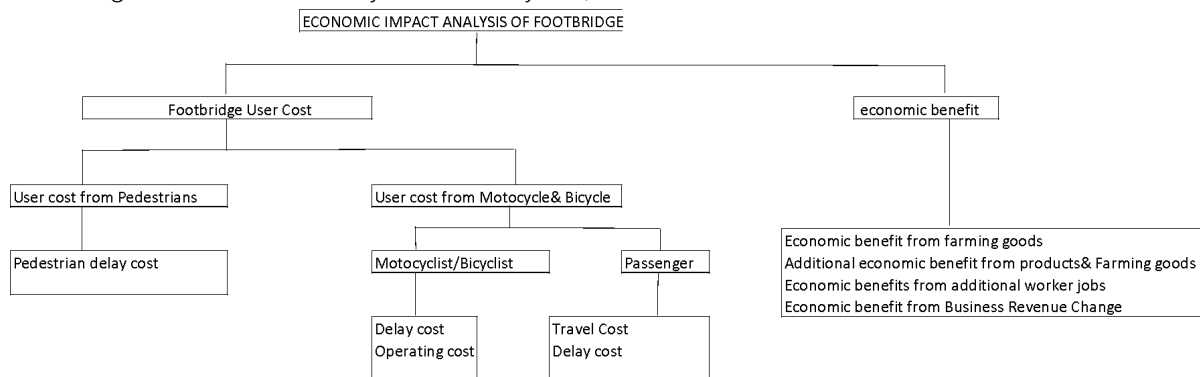 ECONOMIC IMPACT ANALYSIS OF FOOTBRIDGE
Footbridge User Cost
economic benefit
User cost from Pedestrians
User cost from Motocycle& Bicycle
Pedestrian delay cost
Motocyclist/Bicyclist
Passenger
Delay cost
Operating cost
Travel Cost
Delay cost
Economic benefit from farming goods
Additional economic benefit from products& Farming goods
Economic benefits from additional worker jobs
Economic benefit from Business Revenue Change